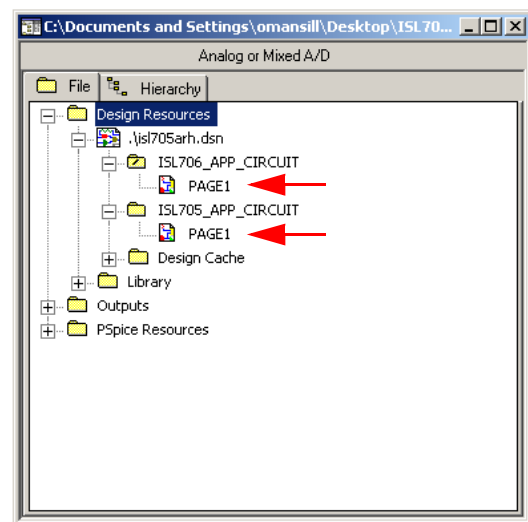 C:\Documents and Settings\omansill\Desktop\ISL70...
Analog or Mixed A/D
File Hierarchy
Design Resources
.\isl705arh.dsn
ISL706_APP_CIRCUIT
PAGE1
ISL705_APP_CIRCUIT
PAGE1
Design Cache
Library
Outputs
PSpice Resources